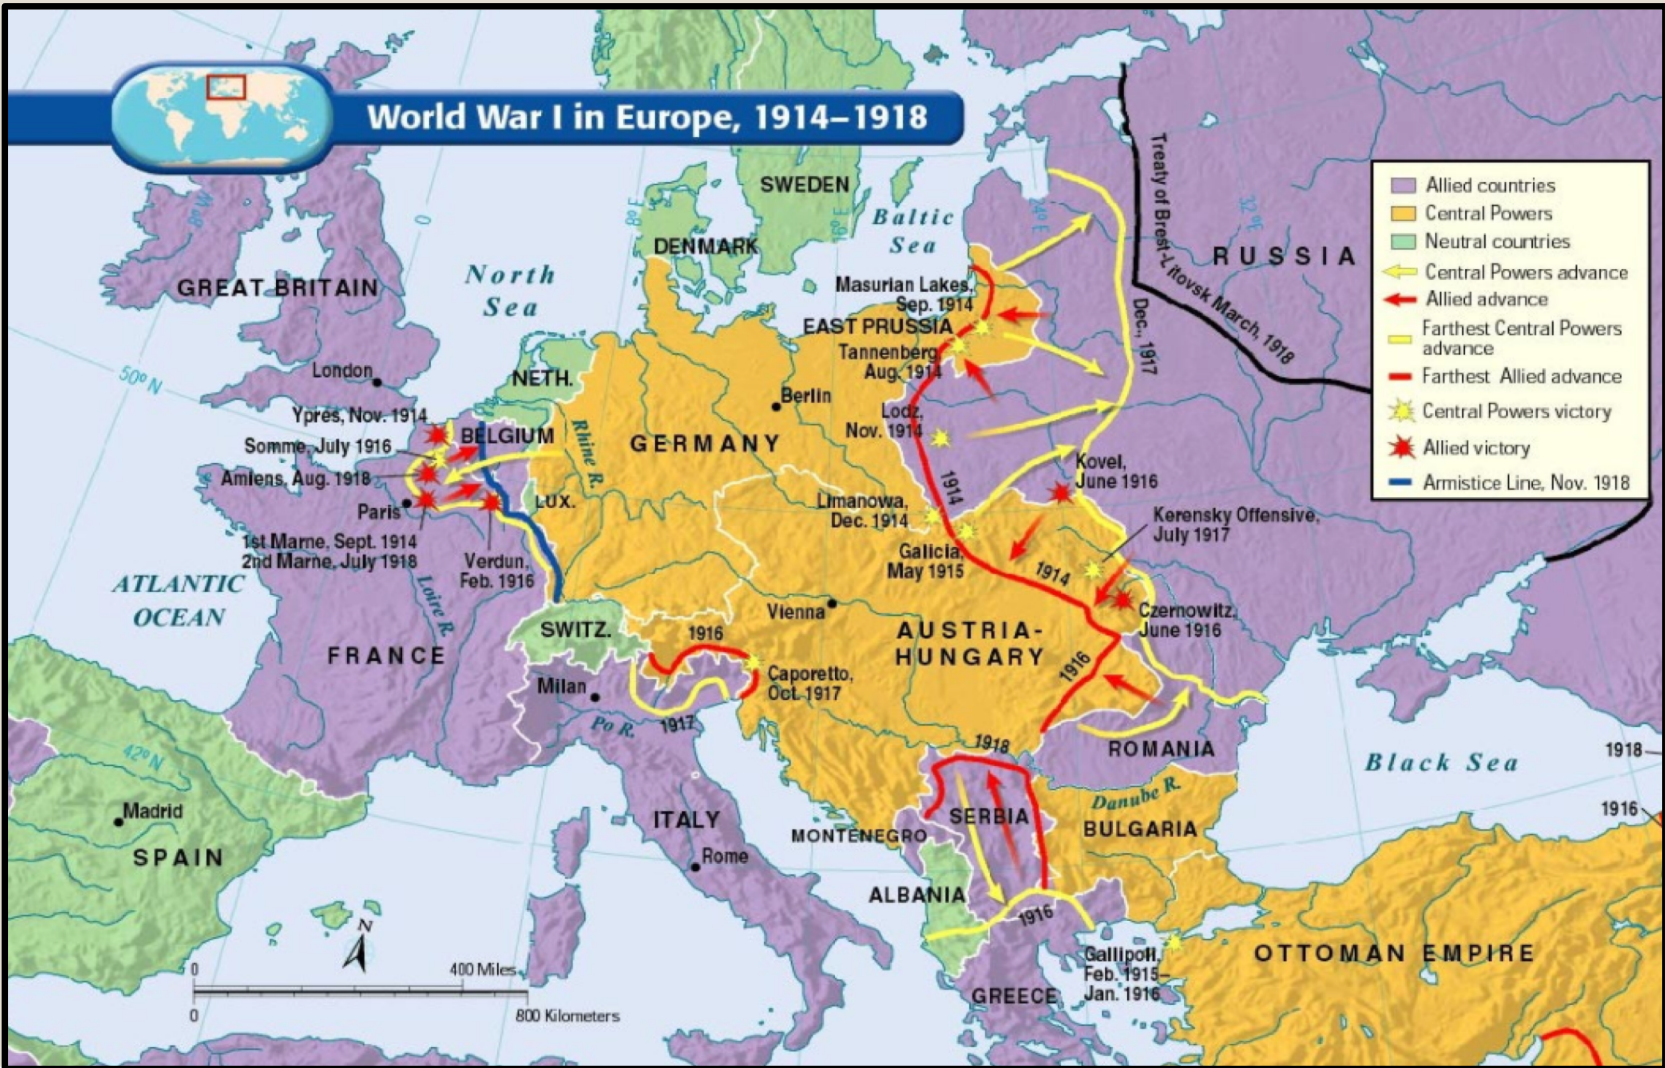 World War I in Europe, 1914–1918
Allied countries
Central Powers
Neutral countries
Central Powers advance
Allied advance
Farthest Central Powers
advance
Farthest Allied advance
Central Powers victory
Allied victory
Armistice Line, Nov. 1918
SWEDEN
DENMARK
Baltic
Sea
North
Sea
8° W
0
8° E
16° E
24° E
32° E
50° N
42° N
RUSSIA
Treaty of Brest-Litovsk March, 1918
Dec., 1917
GREAT BRITAIN
London
NETH.
Masurian Lakes,
Sep. 1914
EAST PRUSSIA
Tannenberg
Aug. 1914
Berlin
Lodz,
Nov. 1914
Ypres, Nov. 1914
Somme, July 1916
Amiens, Aug. 1918
BELGIUM
Rhine R.
GERMANY
LUX.
Paris
1st Marne, Sept. 1914
2nd Marne, July 1918
Verdun,
Feb. 1916
1914
Kovel,
June 1916
Limanowa,
Dec. 1914
Galicia,
May 1915
1914
Kerensky Offensive,
July 1917
Czernowitz,
June 1916
ATLANTIC
OCEAN
Loire R.
FRANCE
SWITZ.
Vienna
AUSTRIA-
HUNGARY
1916
1916
Caporetto,
Oct. 1917
Milan
Po R.
1917
1918
ROMANIA
Black Sea
1918
1916
Danube R.
SERBIA
BULGARIA
MONTENEGRO
ITALY
Rome
ALBANIA
1916
Madrid
SPAIN
Gallipoli,
Feb. 1915–
Jan. 1916
GREECE
OTTOMAN EMPIRE
N
0
400 Miles
0
800 Kilometers